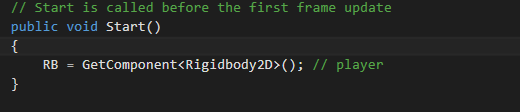 // Start is called before the first frame update
public void Start()
{
RB = GetComponent<Rigidbody2D>(); // player
}